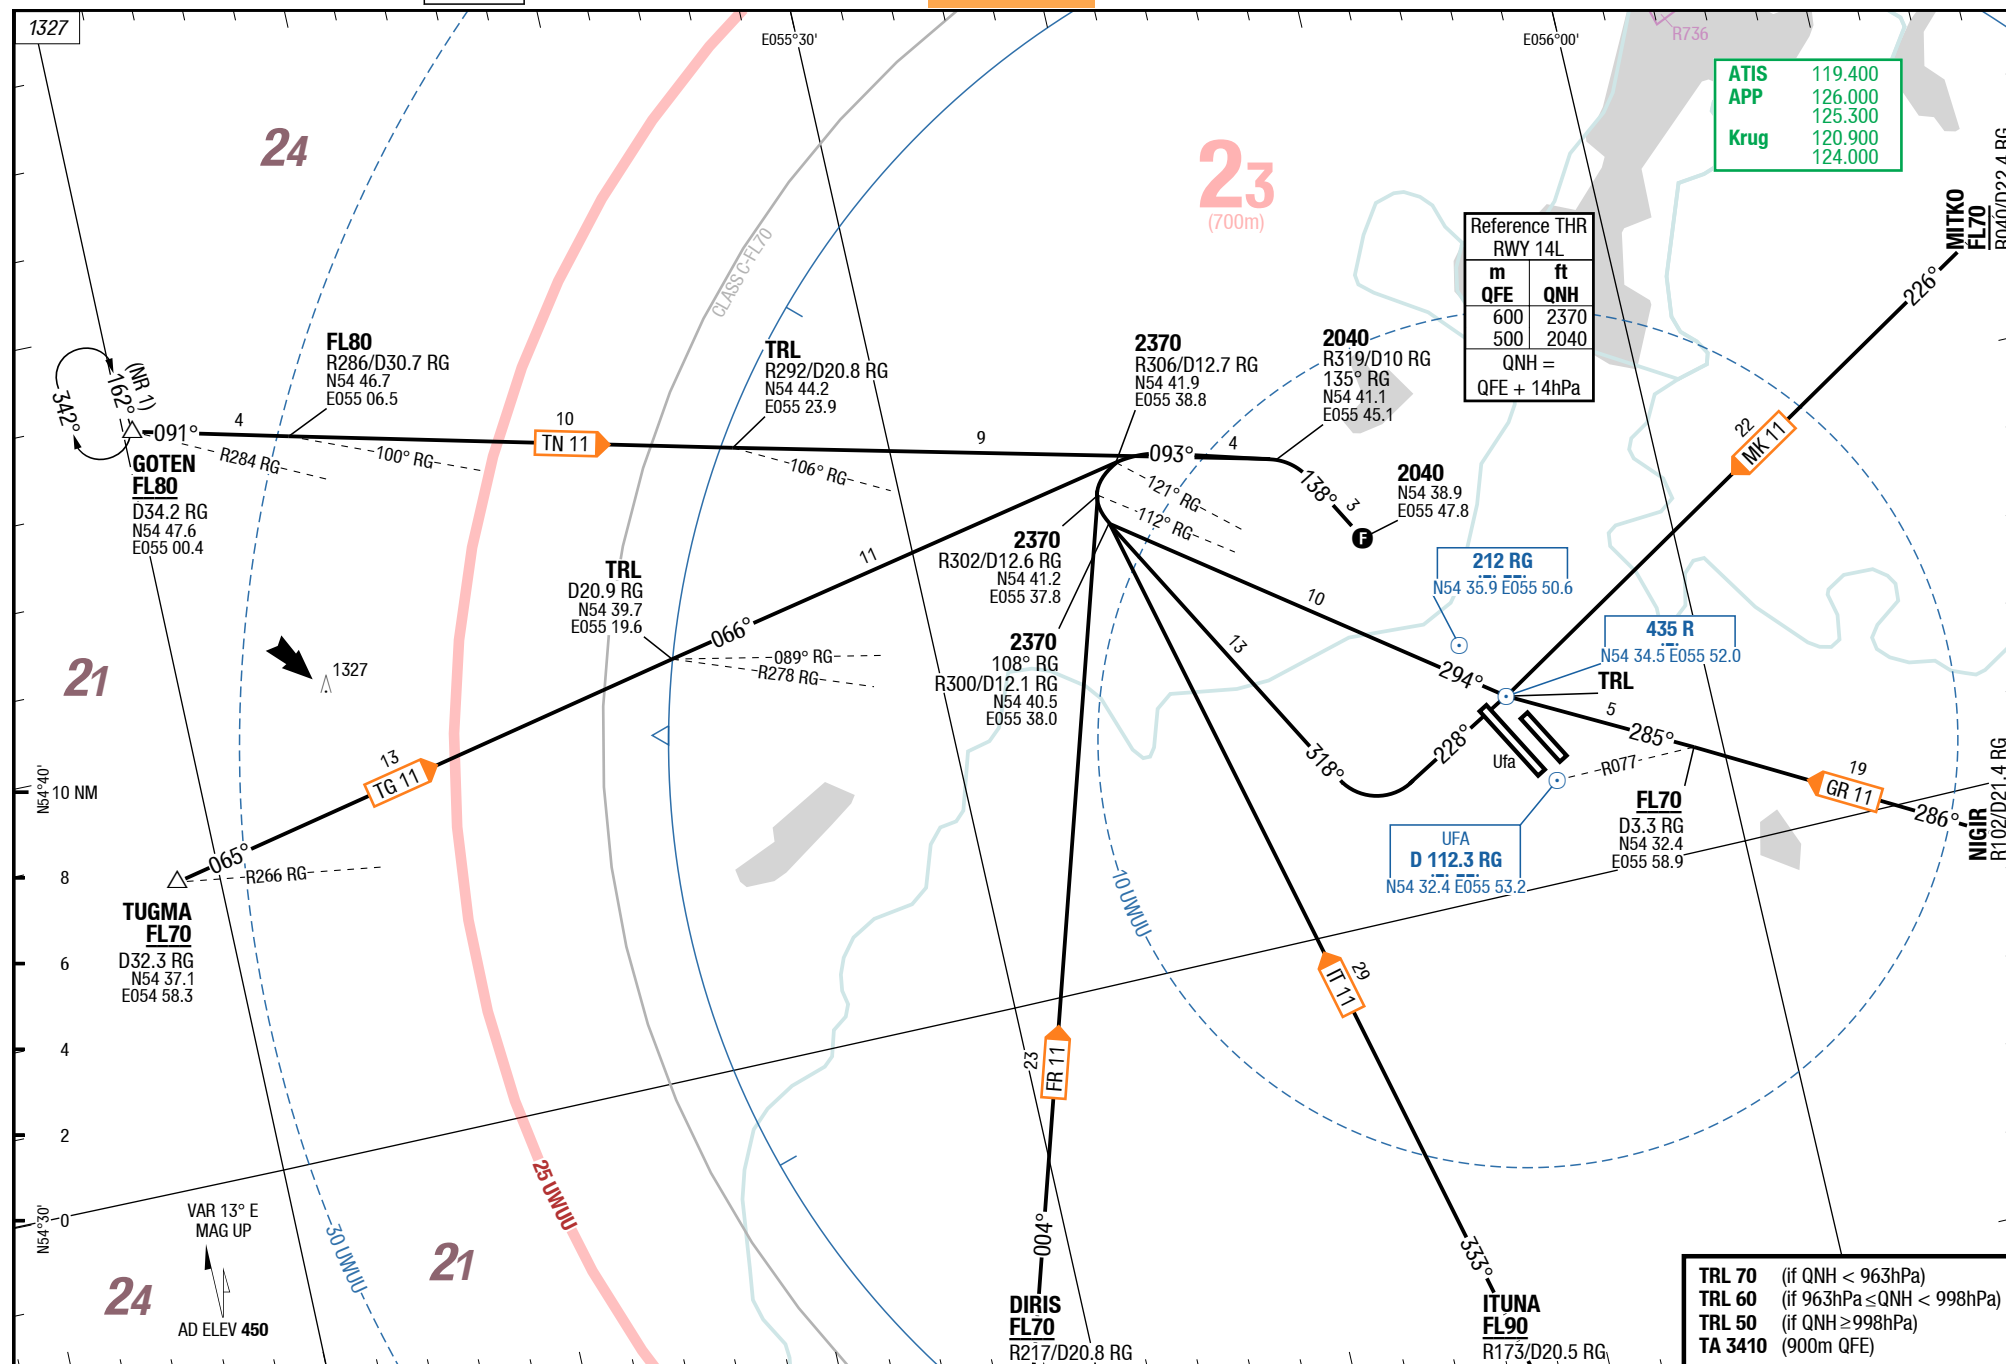 1327
E055°30'
E056°00'
R736
ATIS 119.400
APP 126.000
125.300
Krug 120.900
124.000
24
23
(700m)
CLASS C-FL70
Reference THR
RWY 14L
m ft
QFE QNH
600 2370
500 2040
QNH =
QFE + 14hPa
MITKO
FL70
R040/D22.4 RG
226°
22
MK 11
(NR 1)
162°
342°
091°
4
GOTEN
FL80
D34.2 RG
N54 47.6
E055 00.4
R284 RG
FL80
R286/D30.7 RG
N54 46.7
E055 06.5
100° RG
10
TN 11
TRL
R292/D20.8 RG
N54 44.2
E055 23.9
106° RG
9
2370
R306/D12.7 RG
N54 41.9
E055 38.8
093°
4
121° RG
112° RG
2040
R319/D10 RG
135° RG
N54 41.1
E055 45.1
138°
3
2040
N54 38.9
E055 47.8
F
2370
R302/D12.6 RG
N54 41.2
E055 37.8
2370
108° RG
R300/D12.1 RG
N54 40.5
E055 38.0
11
TRL
D20.9 RG
N54 39.7
E055 19.6
066°
089° RG
R278 RG
21
1327
13
TG 11
065°
R266 RG
TUGMA
FL70
D32.3 RG
N54 37.1
E054 58.3
10
13
294°
318°
228°
212 RG
N54 35.9 E055 50.6
435 R
N54 34.5 E055 52.0
TRL
5
285°
R077
Ufa
UFA
D 112.3 RG
N54 32.4 E055 53.2
FL70
D3.3 RG
N54 32.4
E055 58.9
19
GR 11
286°
NIGIR
R102/D21.4 RG
10 UWUU
N54°40'
10 NM
8
6
4
2
0
N54°30'
29
IT 11
333°
ITUNA
FL90
R173/D20.5 RG
23
FR 11
004°
DIRIS
FL70
R217/D20.8 RG
25 UWUU
30 UWUU
VAR 13° E
MAG UP
AD ELEV 450
24
21
TRL 70 (if QNH < 963hPa)
TRL 60 (if 963hPa≤QNH < 998hPa)
TRL 50 (if QNH≥998hPa)
TA 3410 (900m QFE)